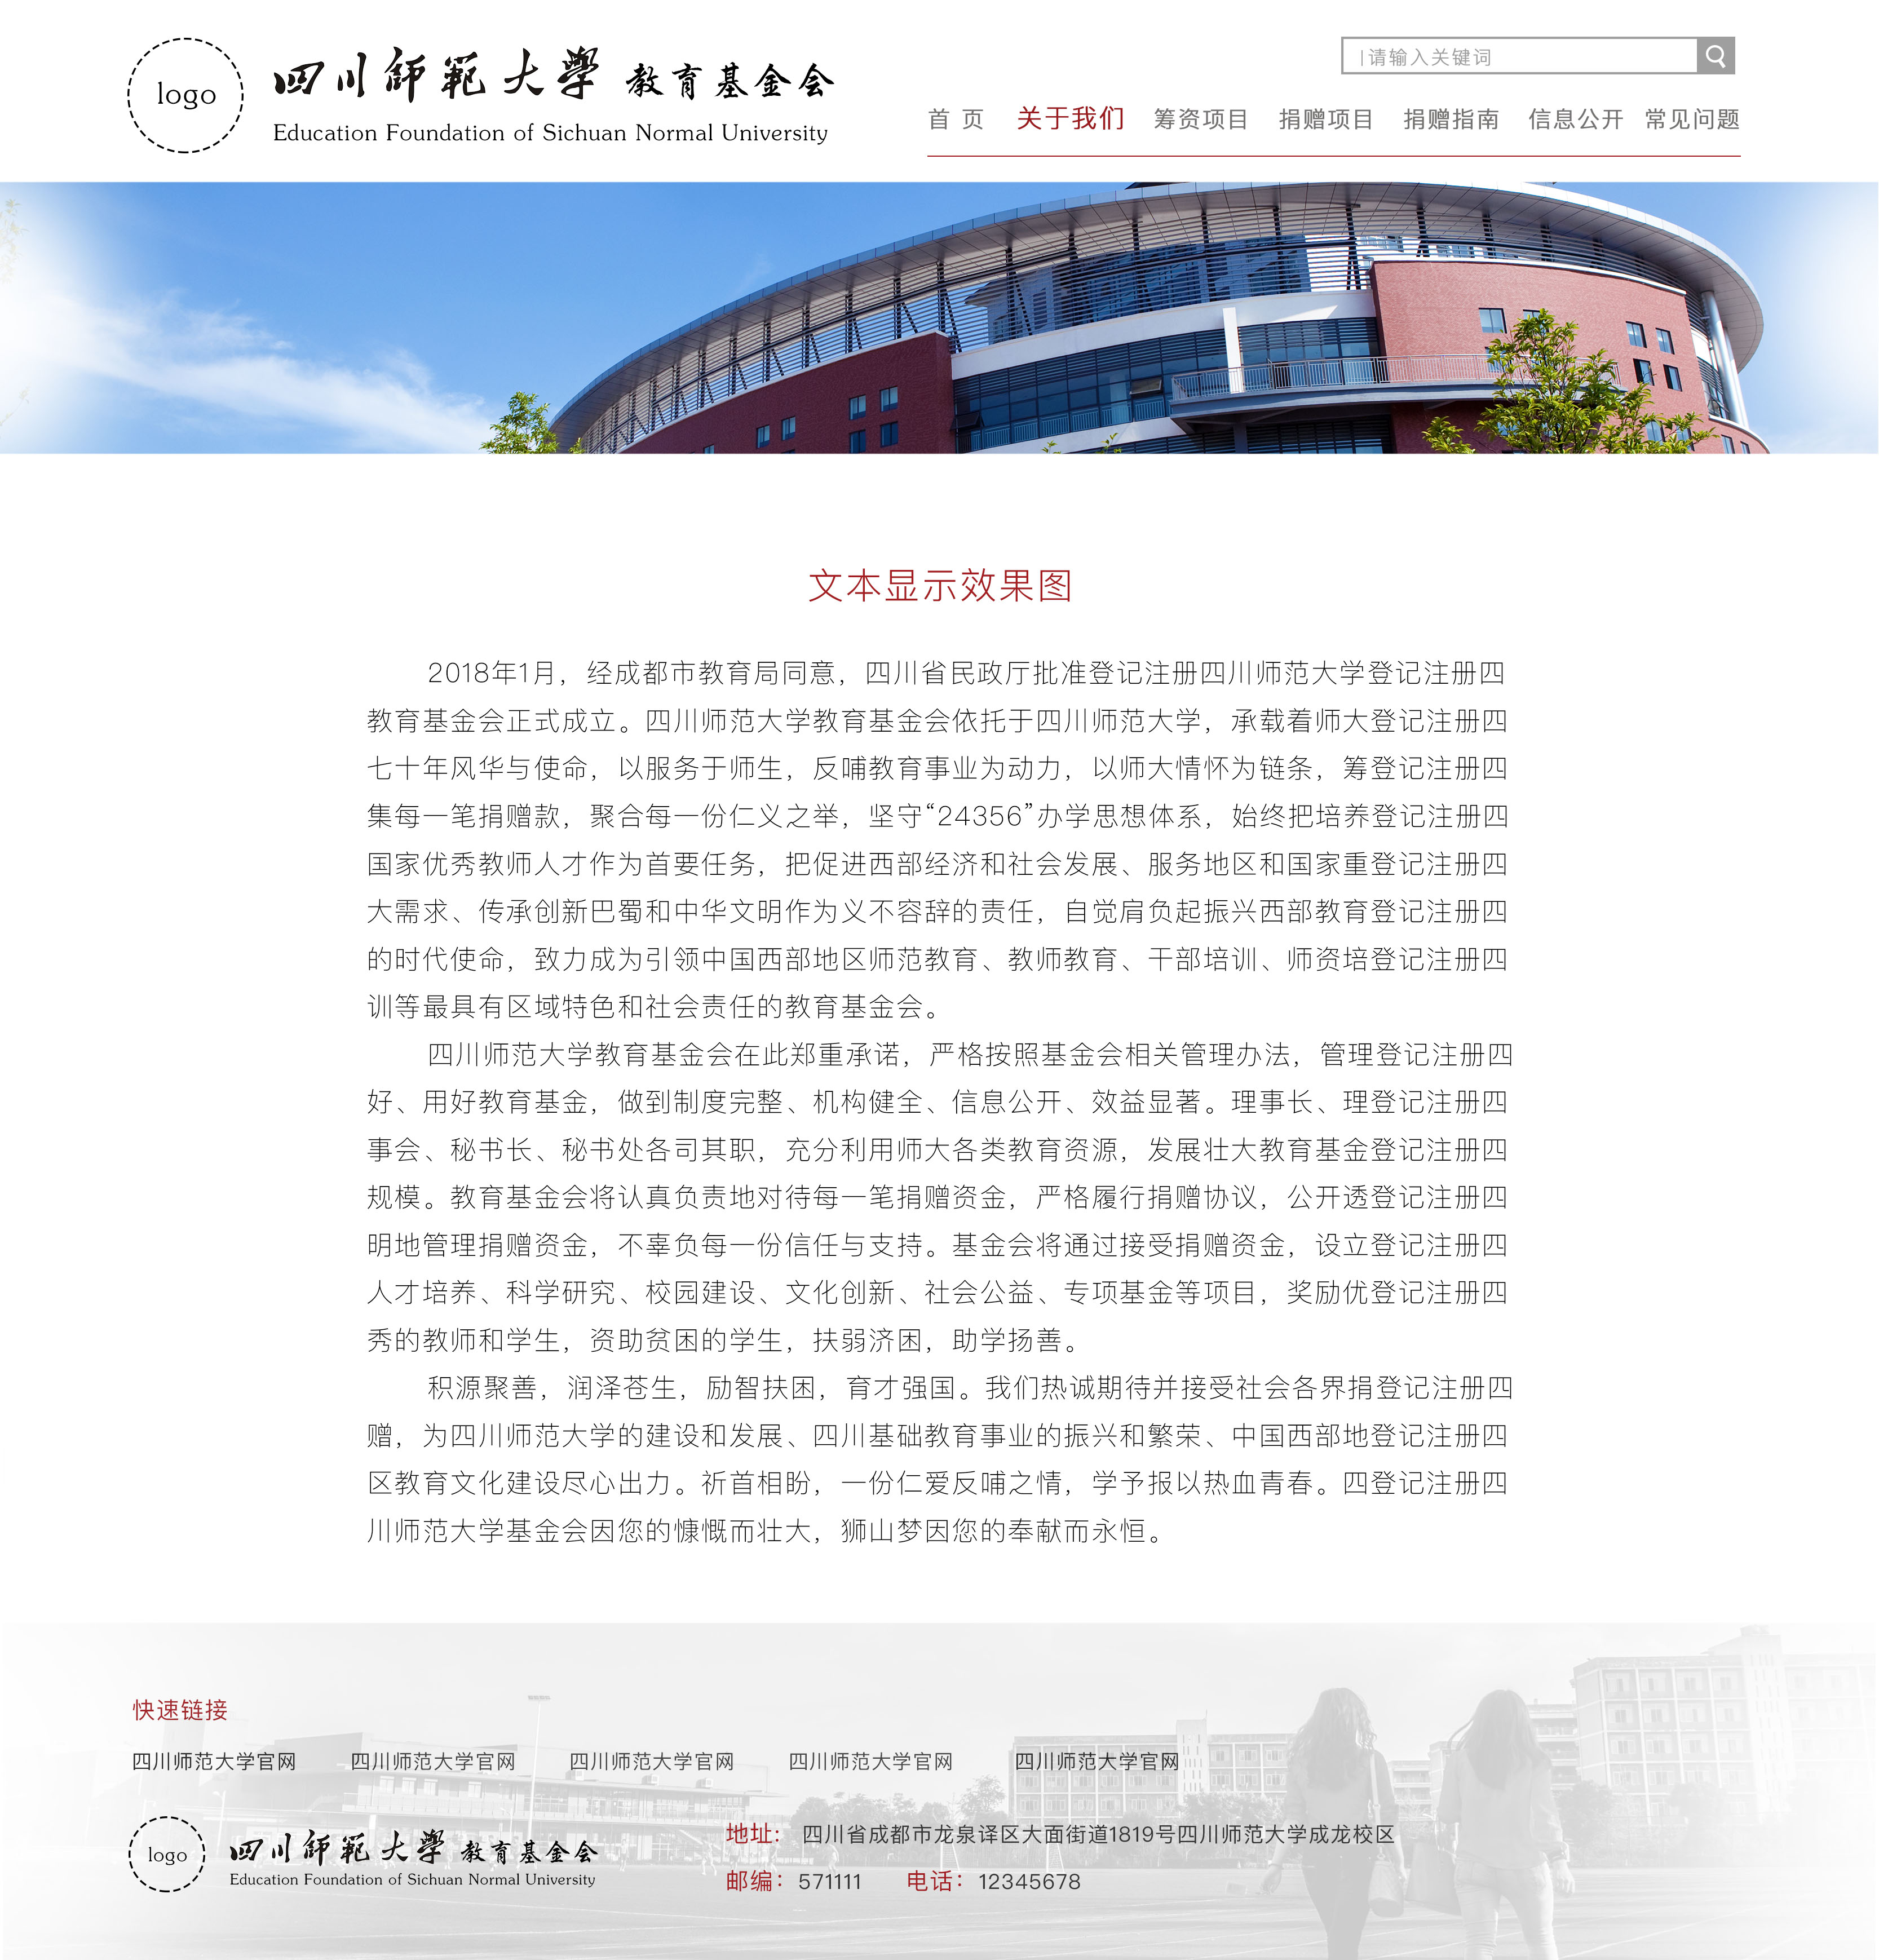 logo
四川師範大學 教育基金会
Education Foundation of Sichuan Normal University
请输入关键词
首 页 关于我们 筹资项目 捐赠项目 捐赠指南 信息公开 常见问题
文本显示效果图
2018年1月，经成都市教育局同意，四川省民政厅批准登记注册四川师范大学登记注册四
教育基金会正式成立。四川师范大学教育基金会依托于四川师范大学，承载着师大登记注册四
七十年风华与使命，以服务于师生，反哺教育事业为动力，以师大情怀为链条，筹登记注册四
集每一笔捐赠款，聚合每一份仁义之举，坚守“24356”办学思想体系，始终把培养登记注册四
国家优秀教师人才作为首要任务，把促进西部经济和社会发展、服务地区和国家重登记注册四
大需求、传承创新巴蜀和中华文明作为义不容辞的责任，自觉肩负起振兴西部教育登记注册四
的时代使命，致力成为引领中国西部地区师范教育、教师教育、干部培训、师资培登记注册四
训等最具有区域特色和社会责任的教育基金会。
四川师范大学教育基金会在此郑重承诺，严格按照基金会相关管理办法，管理登记注册四
好、用好教育基金，做到制度完整、机构健全、信息公开、效益显著。理事长、理登记注册四
事会、秘书长、秘书处各司其职，充分利用师大各类教育资源，发展壮大教育基金登记注册四
规模。教育基金会将认真负责地对待每一笔捐赠资金，严格履行捐赠协议，公开透登记注册四
明地管理捐赠资金，不辜负每一份信任与支持。基金会将通过接受捐赠资金，设立登记注册四
人才培养、科学研究、校园建设、文化创新、社会公益、专项基金等项目，奖励优登记注册四
秀的教师和学生，资助贫困的学生，扶弱济困，助学扬善。
积源聚善，润泽苍生，励智扶困，育才强国。我们热诚期待并接受社会各界捐登记注册四
赠，为四川师范大学的建设和发展、四川基础教育事业的振兴和繁荣、中国西部地登记注册四
区教育文化建设尽心出力。祈首相盼，一份仁爱反哺之情，学予报以热血青春。四登记注册四
川师范大学基金会因您的慷慨而壮大，狮山梦因您的奉献而永恒。
快速链接
四川师范大学官网 四川师范大学官网 四川师范大学官网 四川师范大学官网 四川师范大学官网
logo
四川師範大學 教育基金会
Education Foundation of Sichuan Normal University
地址: 四川省成都市龙泉译区大面街道1819号四川师范大学成龙校区
邮编：571111 电话：12345678